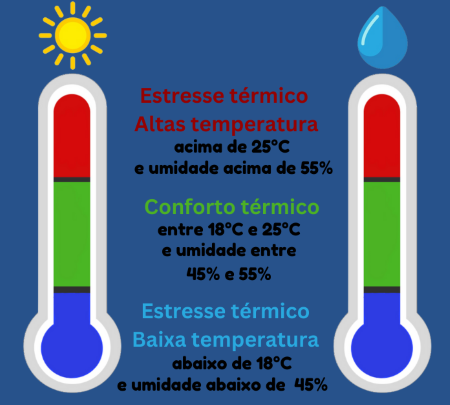 Estresse térmico
Altas temperatura
acima de 25°C
e umidade acima de 55%
Conforto térmico
entre 18°C e 25°C
e umidade entre
45% e 55%
Estresse térmico
Baixa temperatura
abaixo de 18°C
e umidade abaixo de 45%